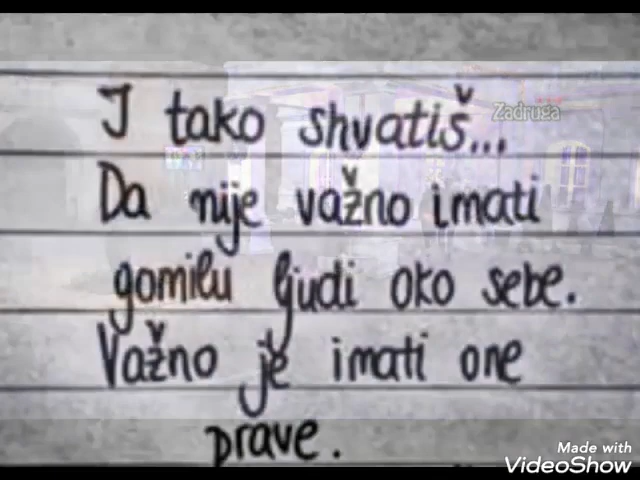 I tako shvatiš...
Zadruga
Da nije važno imati
gomilu ljudi oko sebe.
Važno je imati one
prave.
Made with
VideoShow